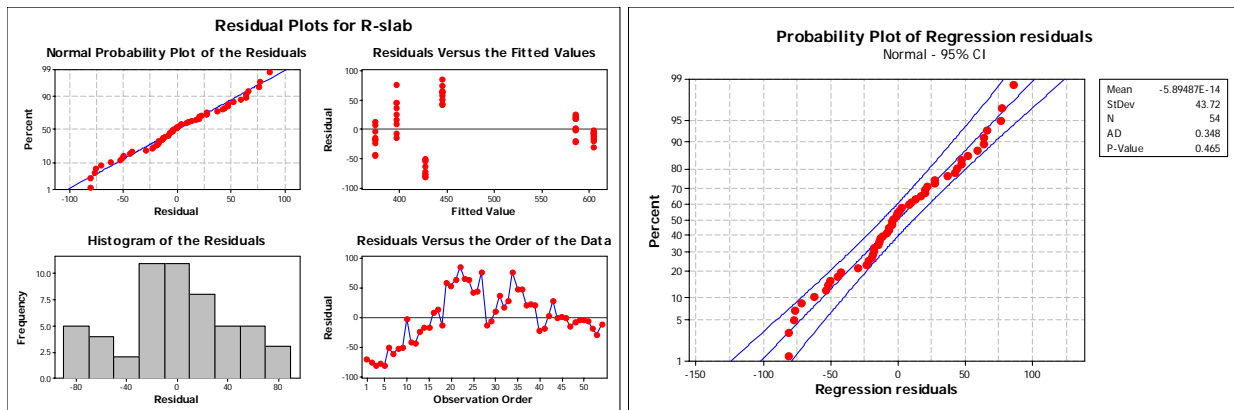 Residual Plots for R-slab
Normal Probability Plot of the Residuals
99
90
50
10
1
Percent
-100 -50 0 50 100
Residual
Residuals Versus the Fitted Values
100
50
0
-50
-100
Residual
400 450 500 550 600
Fitted Value
Histogram of the Residuals
10.0
7.5
5.0
2.5
0.0
Frequency
-80 -40 0 40 80
Residual
Residuals Versus the Order of the Data
100
50
0
-50
-100
Residual
1 5 10 15 20 25 30 35 40 45 50
Observation Order
Probability Plot of Regression residuals
Normal - 95% CI
99
95
90
80
70
60
50
40
30
20
10
5
1
Percent
-150 -100 -50 0 50 100
Regression residuals
Mean -5.89487E-14
StDev 43.72
N 54
AD 0.348
P-Value 0.465